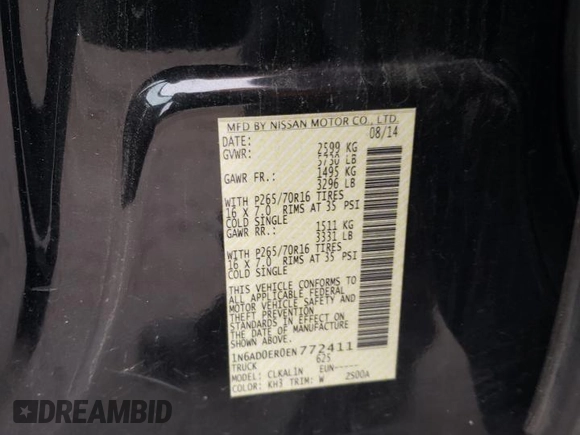 MFD BY NISSAN MOTOR CO., LTD.
DATE: 08/14
GVWR: 2599 KG
5730 LB
GAWR FR.: 1495 KG
3296 LB
WITH P265/70R16 TIRES
16 X 7.0 RIMS AT 35 PSI
COLD SINGLE
GAWR RR.: 1511 KG
3331 LB
WITH P265/70R16 TIRES
16 X 7.0 RIMS AT 35 PSI
COLD SINGLE
THIS VEHICLE CONFORMS TO
ALL APPLICABLE FEDERAL
MOTOR VEHICLE SAFETY AND
THEFT PREVENTION
STANDARDS IN EFFECT ON
THE DATE OF MANUFACTURE
SHOWN ABOVE.
1N6AD0ER0EN772411
TRUCK 625
MODEL: CLKAL1N EUN-----
COLOR: KH3 TRIM: W 2S00A
DREAMBID